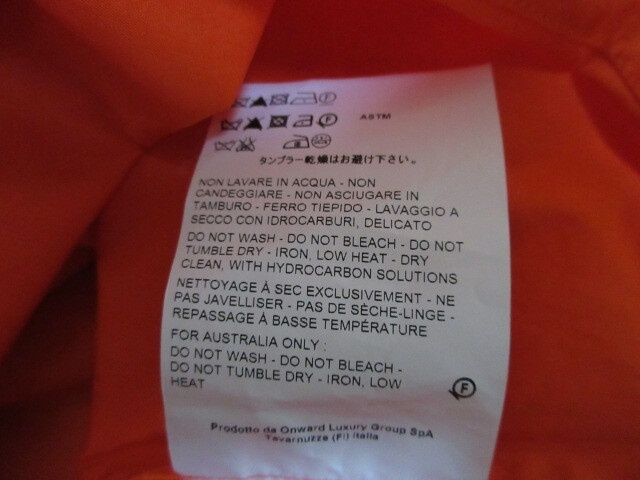 F
ASTM
F
タンブラー乾燥はお避け下さい。
NON LAVARE IN ACQUA - NON
CANDEGGIARE - NON ASCIUGARE IN
TAMBURO - FERRO TIEPIDO - LAVAGGIO A
SECCO CON IDROCARBURI, DELICATO
DO NOT WASH - DO NOT BLEACH - DO NOT
TUMBLE DRY - IRON, LOW HEAT - DRY
CLEAN, WITH HYDROCARBON SOLUTIONS
NETTOYAGE À SEC EXCLUSIVEMENT - NE
PAS JAVELLISER - PAS DE SÈCHE-LINGE -
REPASSAGE À BASSE TEMPÉRATURE
FOR AUSTRALIA ONLY :
DO NOT WASH - DO NOT BLEACH -
DO NOT TUMBLE DRY - IRON, LOW
HEAT
F
Prodotto da Onward Luxury Group SpA
Tavarnuzze (FI) Italia